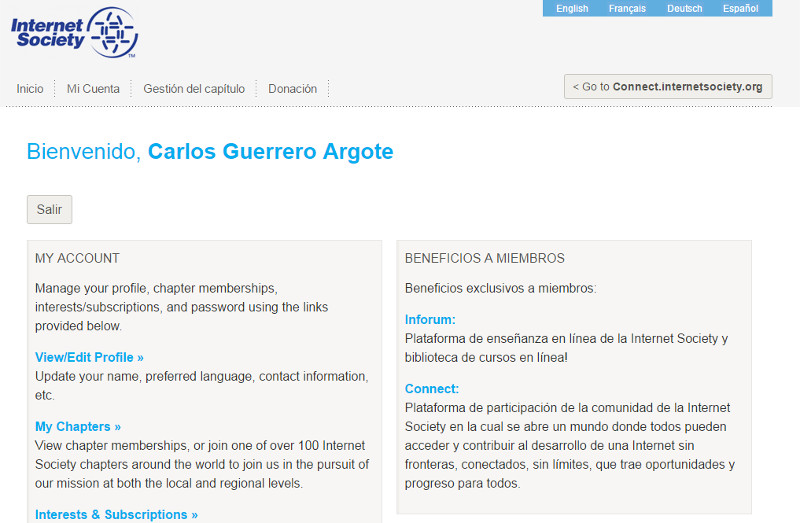 Internet
Society
TM
English Français Deutsch Español
Inicio Mi Cuenta Gestión del capítulo Donación
< Go to Connect.internetsociety.org
Bienvenido, Carlos Guerrero Argote
Salir
MY ACCOUNT
Manage your profile, chapter memberships,
interests/subscriptions, and password using the links
provided below.
View/Edit Profile »
Update your name, preferred language, contact information,
etc.
My Chapters »
View chapter memberships, or join one of over 100 Internet
Society chapters around the world to join us in the pursuit of
our mission at both the local and regional levels.
Interests & Subscriptions »
BENEFICIOS A MIEMBROS
Beneficios exclusivos a miembros:
Inforum:
Plataforma de enseñanza en línea de la Internet Society y
biblioteca de cursos en línea!
Connect:
Plataforma de participación de la comunidad de la Internet
Society en la cual se abre un mundo donde todos pueden
acceder y contribuir al desarrollo de una Internet sin
fronteras, conectados, sin límites, que trae oportunidades y
progreso para todos.